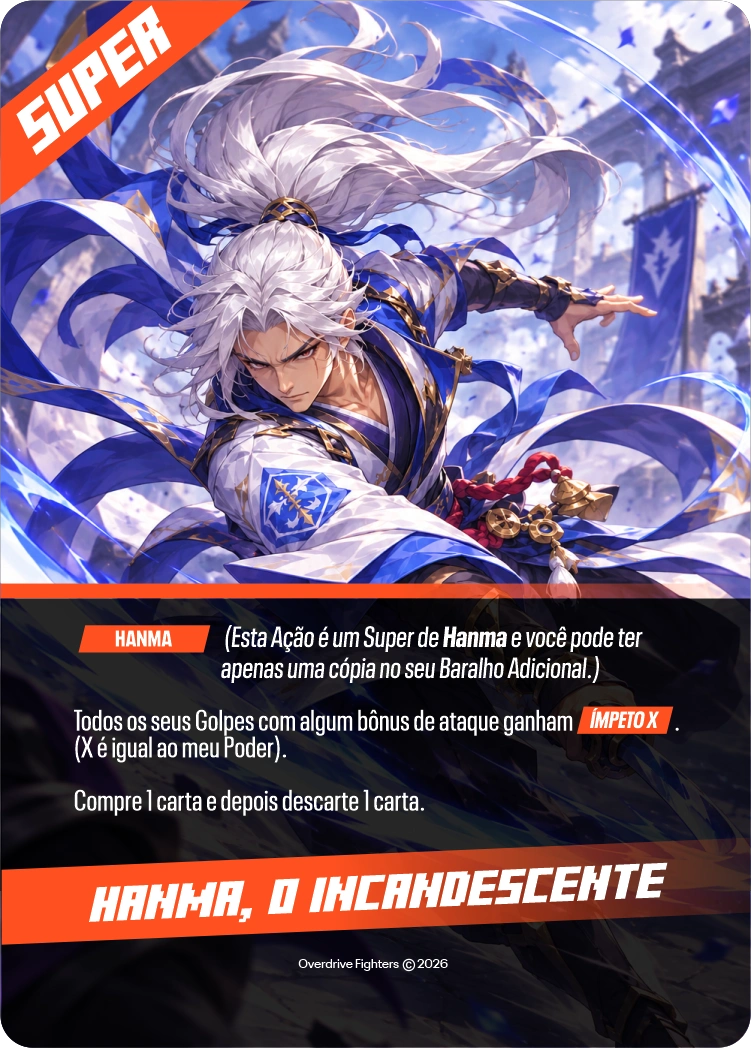 SUPER
HANMA (Esta Ação é um Super de Hanma e você pode ter
apenas uma cópia no seu Baralho Adicional.)
Todos os seus Golpes com algum bônus de ataque ganham ÍMPETO X .
(X é igual ao meu Poder).
Compre 1 carta e depois descarte 1 carta.
HANMA, O INCANDESCENTE
Overdrive Fighters © 2026